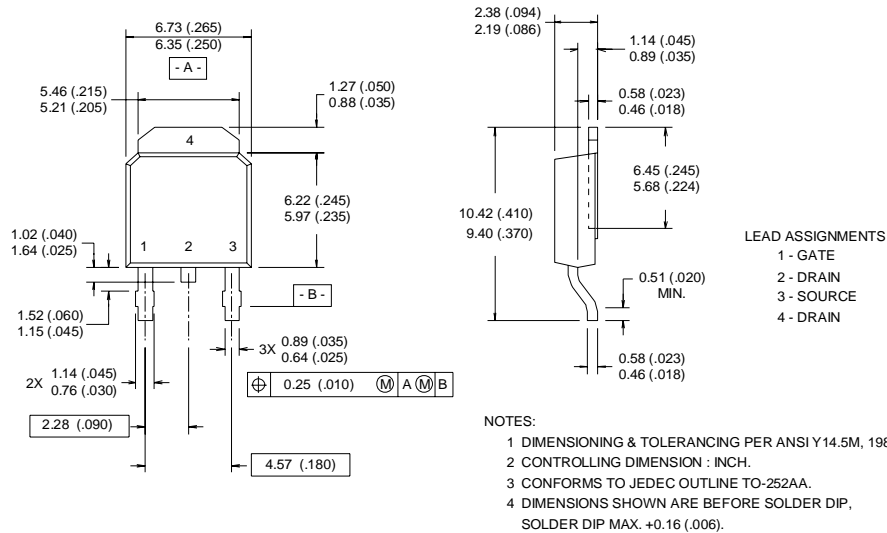 6.73 (.265)
6.35 (.250)
- A -
5.46 (.215)
5.21 (.205)
1.27 (.050)
0.88 (.035)
4
6.22 (.245)
5.97 (.235)
1.02 (.040)
1.64 (.025)
1 2 3
- B -
1.52 (.060)
1.15 (.045)
3X 0.89 (.035)
0.64 (.025)
2X 1.14 (.045)
0.76 (.030)
⌖ 0.25 (.010) Ⓜ A Ⓜ B
2.28 (.090)
4.57 (.180)
2.38 (.094)
2.19 (.086)
1.14 (.045)
0.89 (.035)
0.58 (.023)
0.46 (.018)
6.45 (.245)
5.68 (.224)
10.42 (.410)
9.40 (.370)
0.51 (.020)
MIN.
0.58 (.023)
0.46 (.018)
LEAD ASSIGNMENTS
1 - GATE
2 - DRAIN
3 - SOURCE
4 - DRAIN
NOTES:
1 DIMENSIONING & TOLERANCING PER ANSI Y14.5M, 198
2 CONTROLLING DIMENSION : INCH.
3 CONFORMS TO JEDEC OUTLINE TO-252AA.
4 DIMENSIONS SHOWN ARE BEFORE SOLDER DIP,
SOLDER DIP MAX. +0.16 (.006).